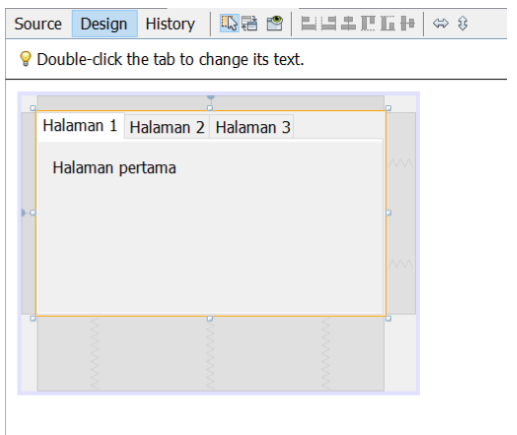 Source Design History
Double-click the tab to change its text.
Halaman 1 Halaman 2 Halaman 3
Halaman pertama